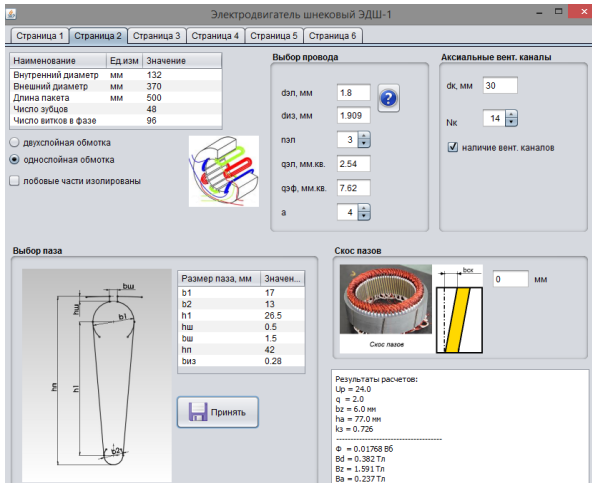 Электродвигатель шнековый ЭДШ-1
Страница 1 Страница 2 Страница 3 Страница 4 Страница 5 Страница 6
Наименование Ед.изм Значение
Внутренний диаметр мм 132
Внешний диаметр мм 370
Длина пакета мм 500
Число зубцов 48
Число витков в фазе 96
двухслойная обмотка
однослойная обмотка
лобовые части изолированы
Выбор провода
dэл, мм 1.8
dиз, мм 1.909
nэл 3
qэл, мм.кв. 2.54
qэф, мм.кв. 7.62
a 4
Аксиальные вент. каналы
dк, мм 30
Nк 14
наличие вент. каналов
Выбор паза
bш
hш
b1
hп
h1
b2
Размер паза, мм Значен...
b1 17
b2 13
h1 26.5
hш 0.5
bш 1.5
hп 42
bиз 0.28
Принять
Скос пазов
bск
0 мм
Скос пазов
Результаты расчетов:
Up = 24.0
q = 2.0
bz = 6.0 мм
ha = 77.0 мм
kз = 0.726
------------------------------------
Ф = 0.01768 Вб
Bd = 0.382 Тл
Bz = 1.591 Тл
Ba = 0.237 Тл